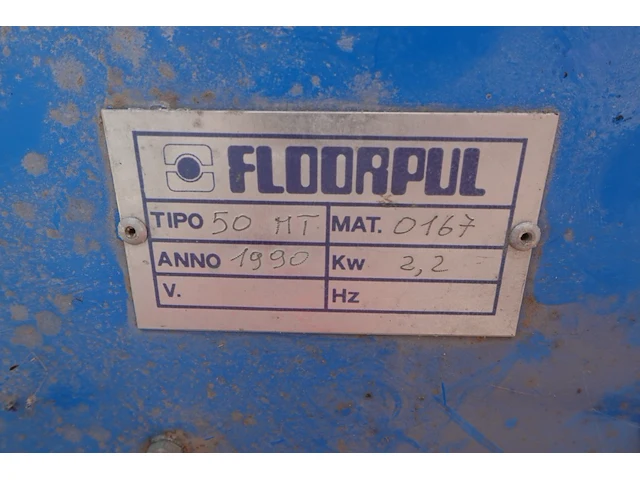 FLOORPUL
TIPO 50 MT MAT. 0167
ANNO 1990 Kw 2,2
V. Hz